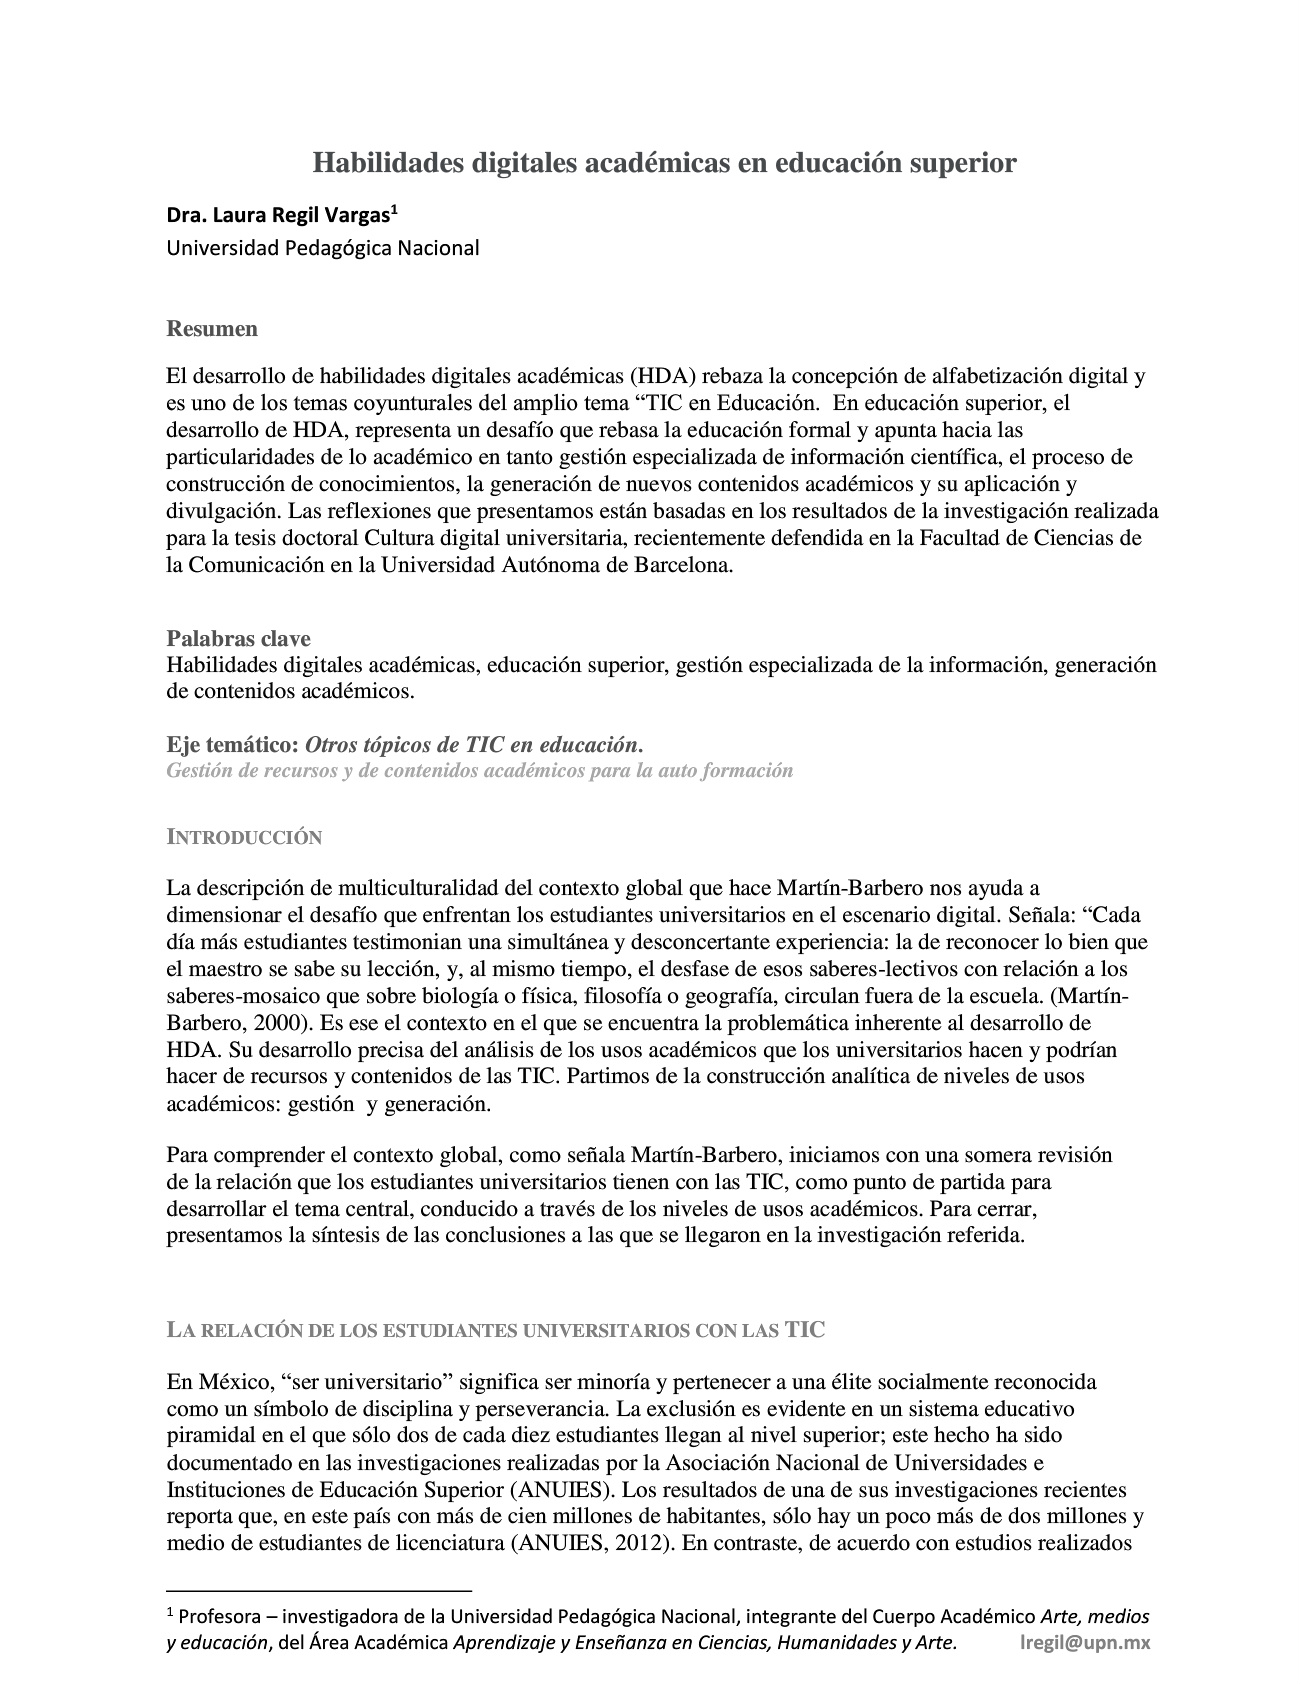 Habilidades digitales académicas en educación superior
Dra. Laura Regil Vargas¹
Universidad Pedagógica Nacional
Resumen
El desarrollo de habilidades digitales académicas (HDA) rebaza la concepción de alfabetización digital y
es uno de los temas coyunturales del amplio tema “TIC en Educación.  En educación superior, el
desarrollo de HDA, representa un desafío que rebasa la educación formal y apunta hacia las
particularidades de lo académico en tanto gestión especializada de información científica, el proceso de
construcción de conocimientos, la generación de nuevos contenidos académicos y su aplicación y
divulgación. Las reflexiones que presentamos están basadas en los resultados de la investigación realizada
para la tesis doctoral Cultura digital universitaria, recientemente defendida en la Facultad de Ciencias de
la Comunicación en la Universidad Autónoma de Barcelona.
Palabras clave
Habilidades digitales académicas, educación superior, gestión especializada de la información, generación
de contenidos académicos.
Eje temático: Otros tópicos de TIC en educación.
Gestión de recursos y de contenidos académicos para la auto formación
INTRODUCCIÓN
La descripción de multiculturalidad del contexto global que hace Martín-Barbero nos ayuda a
dimensionar el desafío que enfrentan los estudiantes universitarios en el escenario digital. Señala: “Cada
día más estudiantes testimonian una simultánea y desconcertante experiencia: la de reconocer lo bien que
el maestro se sabe su lección, y, al mismo tiempo, el desfase de esos saberes-lectivos con relación a los
saberes-mosaico que sobre biología o física, filosofía o geografía, circulan fuera de la escuela. (Martín-
Barbero, 2000). Es ese el contexto en el que se encuentra la problemática inherente al desarrollo de
HDA. Su desarrollo precisa del análisis de los usos académicos que los universitarios hacen y podrían
hacer de recursos y contenidos de las TIC. Partimos de la construcción analítica de niveles de usos
académicos: gestión  y generación.
Para comprender el contexto global, como señala Martín-Barbero, iniciamos con una somera revisión
de la relación que los estudiantes universitarios tienen con las TIC, como punto de partida para
desarrollar el tema central, conducido a través de los niveles de usos académicos. Para cerrar,
presentamos la síntesis de las conclusiones a las que se llegaron en la investigación referida.
LA RELACIÓN DE LOS ESTUDIANTES UNIVERSITARIOS CON LAS TIC
En México, “ser universitario” significa ser minoría y pertenecer a una élite socialmente reconocida
como un símbolo de disciplina y perseverancia. La exclusión es evidente en un sistema educativo
piramidal en el que sólo dos de cada diez estudiantes llegan al nivel superior; este hecho ha sido
documentado en las investigaciones realizadas por la Asociación Nacional de Universidades e
Instituciones de Educación Superior (ANUIES). Los resultados de una de sus investigaciones recientes
reporta que, en este país con más de cien millones de habitantes, sólo hay un poco más de dos millones y
medio de estudiantes de licenciatura (ANUIES, 2012). En contraste, de acuerdo con estudios realizados
¹ Profesora – investigadora de la Universidad Pedagógica Nacional, integrante del Cuerpo Académico Arte, medios
y educación, del Área Académica Aprendizaje y Enseñanza en Ciencias, Humanidades y Arte. lregil@upn.mx